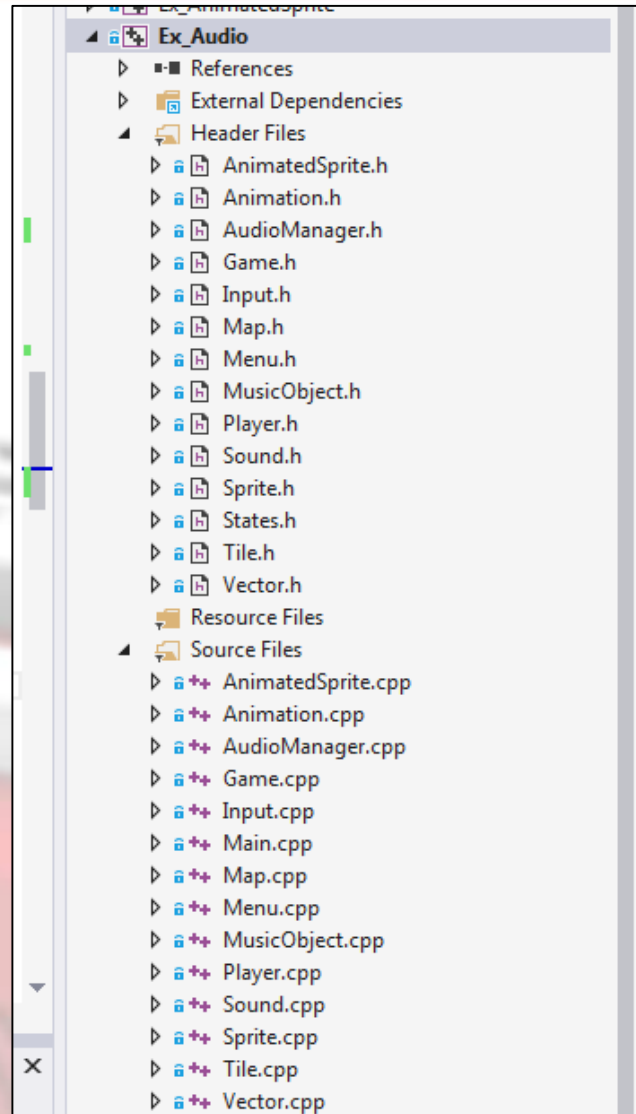 Ex_AnimatedSprite
Ex_Audio
References
External Dependencies
Header Files
AnimatedSprite.h
Animation.h
AudioManager.h
Game.h
Input.h
Map.h
Menu.h
MusicObject.h
Player.h
Sound.h
Sprite.h
States.h
Tile.h
Vector.h
Resource Files
Source Files
AnimatedSprite.cpp
Animation.cpp
AudioManager.cpp
Game.cpp
Input.cpp
Main.cpp
Map.cpp
Menu.cpp
MusicObject.cpp
Player.cpp
Sound.cpp
Sprite.cpp
Tile.cpp
Vector.cpp